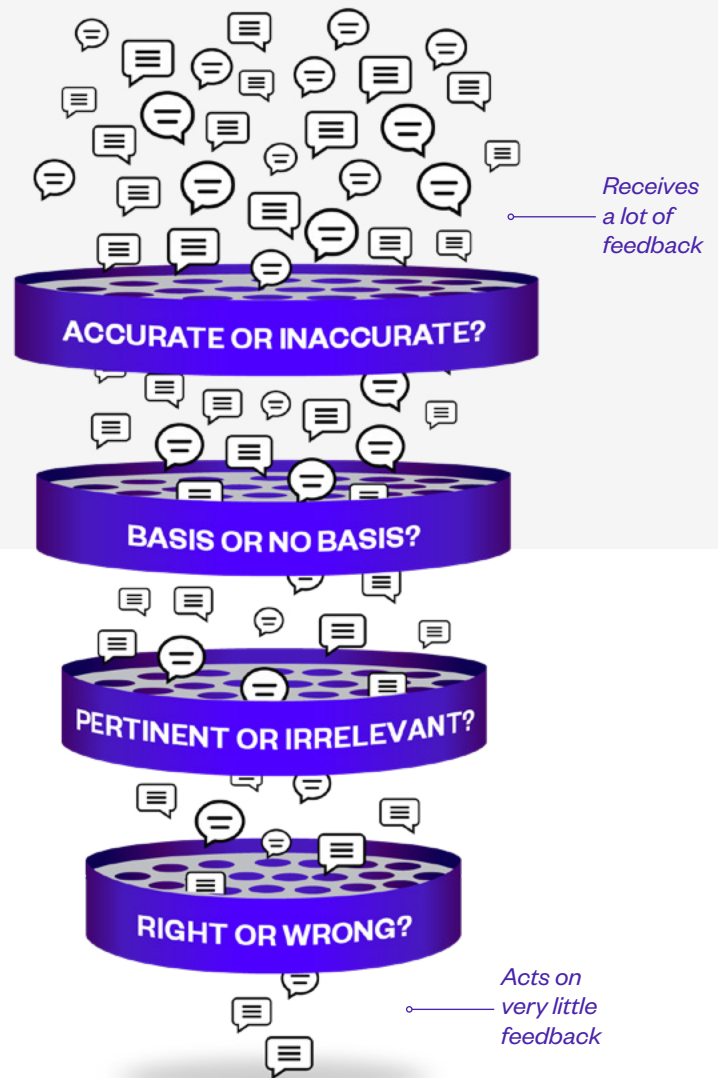 Receives
a lot of
feedback
ACCURATE OR INACCURATE?
BASIS OR NO BASIS?
PERTINENT OR IRRELEVANT?
RIGHT OR WRONG?
Acts on
very little
feedback